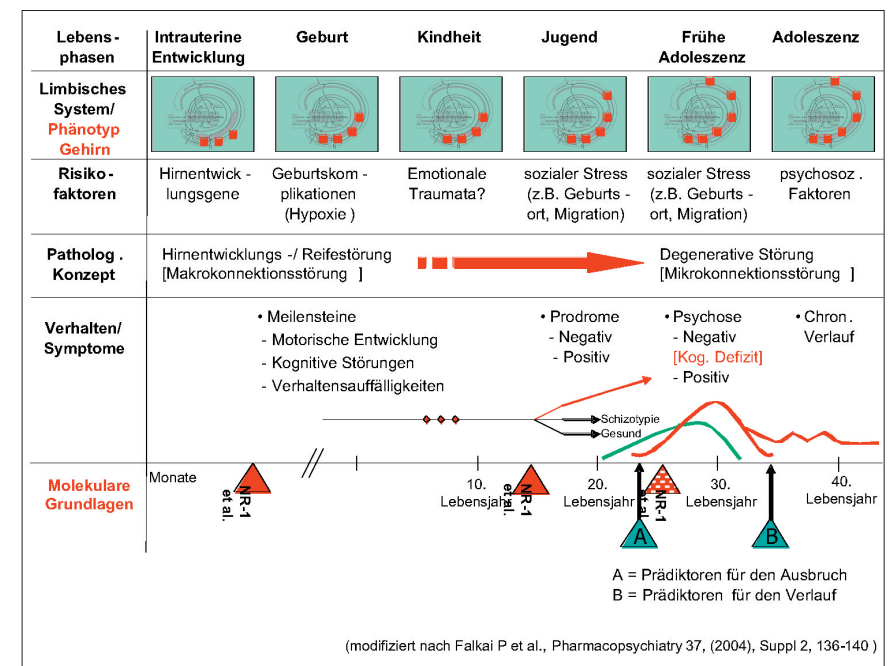 Lebens-
phasen
Intrauterine
Entwicklung
Geburt
Kindheit
Jugend
Frühe
Adoleszenz
Adoleszenz
Limbisches
System/
Phänotyp
Gehirn
Risiko-
faktoren
Hirnentwick -
lungsgene
Geburtskom -
plikationen
(Hypoxie )
Emotionale
Traumata?
sozialer Stress
(z.B. Geburts -
ort, Migration)
sozialer Stress
(z.B. Geburts -
ort, Migration)
psychosoz .
Faktoren
Patholog .
Konzept
Hirnentwicklungs -/ Reifestörung
[Makrokonnektionsstörung ]
Degenerative Störung
[Mikrokonnektionsstörung ]
Verhalten/
Symptome
• Meilensteine
- Motorische Entwicklung
- Kognitive Störungen
- Verhaltensauffälligkeiten
• Prodrome
- Negativ
- Positiv
• Psychose
- Negativ
[Kog. Defizit]
- Positiv
• Chron .
Verlauf
Schizotypie
Gesund
Molekulare
Grundlagen
Monate
NR-1
et al.
10.
Lebensjahr
NR-1
et al.
20.
Lebensjahr
NR-1
et al.
30.
Lebensjahr
40.
Lebensjahr
A
B
A = Prädiktoren für den Ausbruch
B = Prädiktoren für den Verlauf
(modifiziert nach Falkai P et al., Pharmacopsychiatry 37, (2004), Suppl 2, 136-140 )